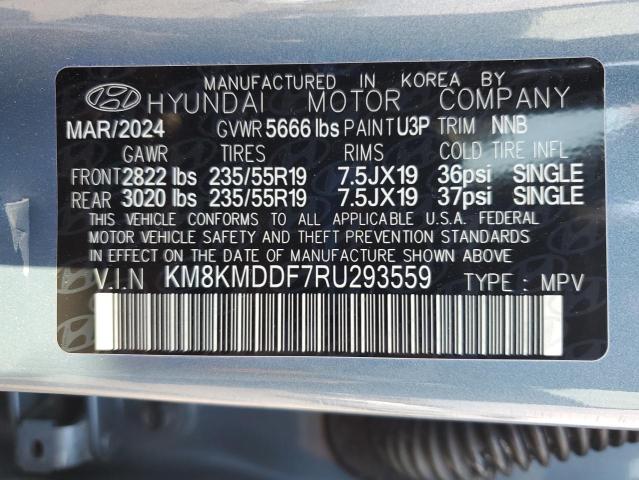 MANUFACTURED IN KOREA BY
HYUNDAI MOTOR COMPANY
MAR/2024 GVWR 5666 lbs PAINT U3P TRIM NNB
GAWR TIRES RIMS COLD TIRE INFL
FRONT 2822 lbs 235/55R19 7.5JX19 36psi SINGLE
REAR 3020 lbs 235/55R19 7.5JX19 37psi SINGLE
THIS VEHICLE CONFORMS TO ALL APPLICABLE U.S.A. FEDERAL
MOTOR VEHICLE SAFETY AND THEFT PREVENTION STANDARDS
IN EFFECT ON THE DATE OF MANUFACTURE SHOWN ABOVE
V.I.N KM8KMDDF7RU293559 TYPE : MPV